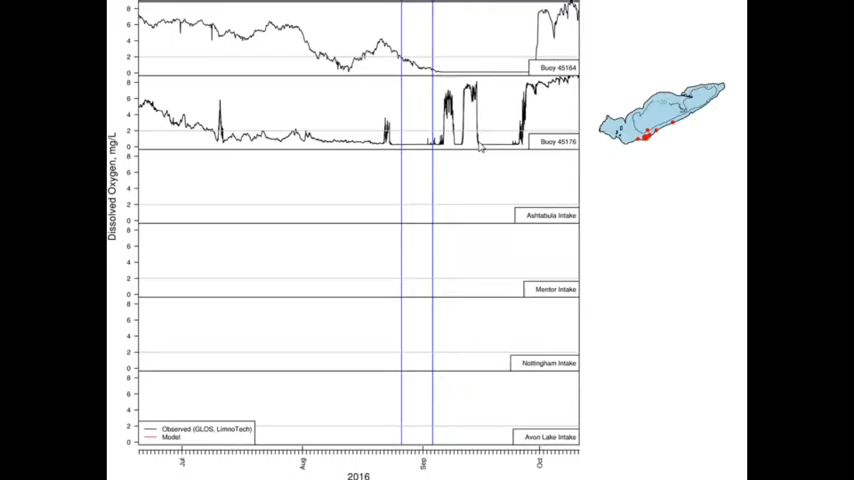 8
6
4
2
0
Buoy 45164
8
6
4
2
0
Buoy 45176
8
6
4
2
0
Ashtabula Intake
8
6
4
2
0
Mentor Intake
8
6
4
2
0
Nottingham Intake
8
6
4
2
0
Avon Lake Intake
Dissolved Oxygen, mg/L
Observed (GLOS, LimnoTech)
Model
Jul
Aug
Sep
Oct
2016